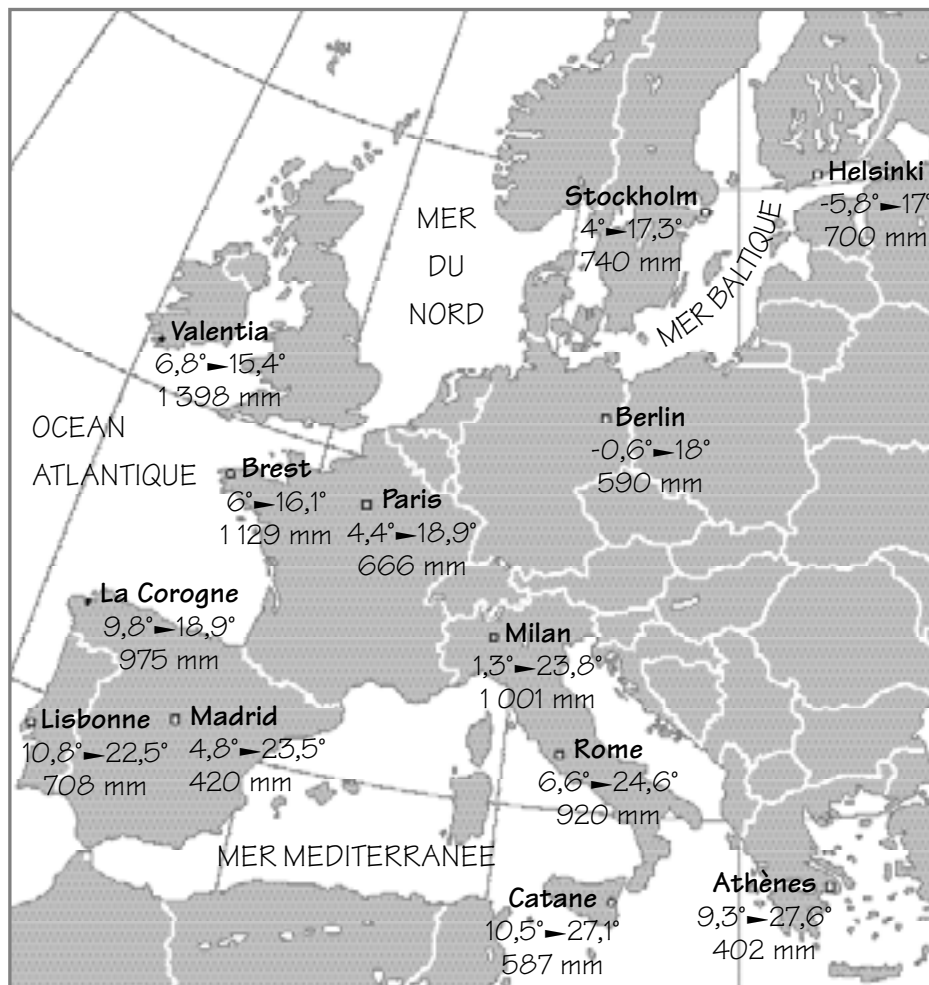 Helsinki
-5,8°►17°
700 mm
Stockholm
4°►17,3°
740 mm
MER
DU
NORD
MER BALTIQUE
Valentia
6,8°►15,4°
1 398 mm
OCEAN
ATLANTIQUE
Berlin
-0,6°►18°
590 mm
Brest
6°►16,1°
1 129 mm
Paris
4,4°►18,9°
666 mm
La Corogne
9,8°►18,9°
975 mm
Milan
1,3°►23,8°
1 001 mm
Lisbonne
10,8°►22,5°
708 mm
Madrid
4,8°►23,5°
420 mm
Rome
6,6°►24,6°
920 mm
MER MEDITERRANEE
Catane
10,5°►27,1°
587 mm
Athènes
9,3°►27,6°
402 mm